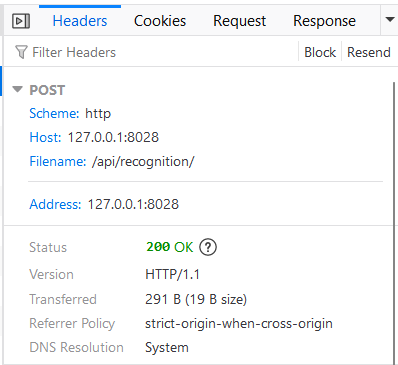 Headers Cookies Request Response
Filter Headers Block Resend
POST
Scheme: http
Host: 127.0.0.1:8028
Filename: /api/recognition/
Address: 127.0.0.1:8028
Status 200 OK ?
Version HTTP/1.1
Transferred 291 B (19 B size)
Referrer Policy strict-origin-when-cross-origin
DNS Resolution System